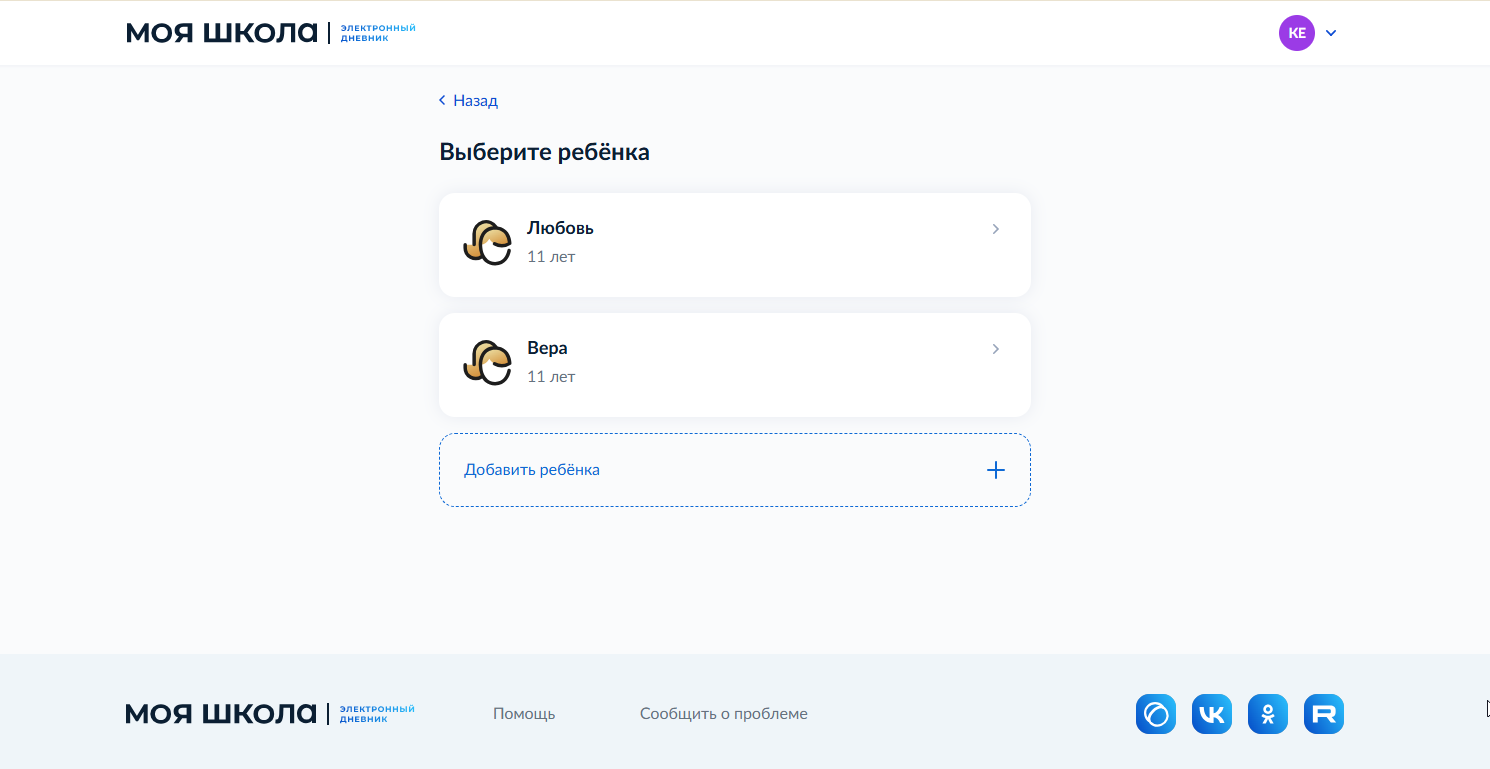 МОЯ ШКОЛА
ЭЛЕКТРОННЫЙ
ДНЕВНИК
КЕ
Назад
Выберите ребёнка
Любовь
11 лет
Вера
11 лет
Добавить ребёнка
МОЯ ШКОЛА
ЭЛЕКТРОННЫЙ
ДНЕВНИК
Помощь
Сообщить о проблеме